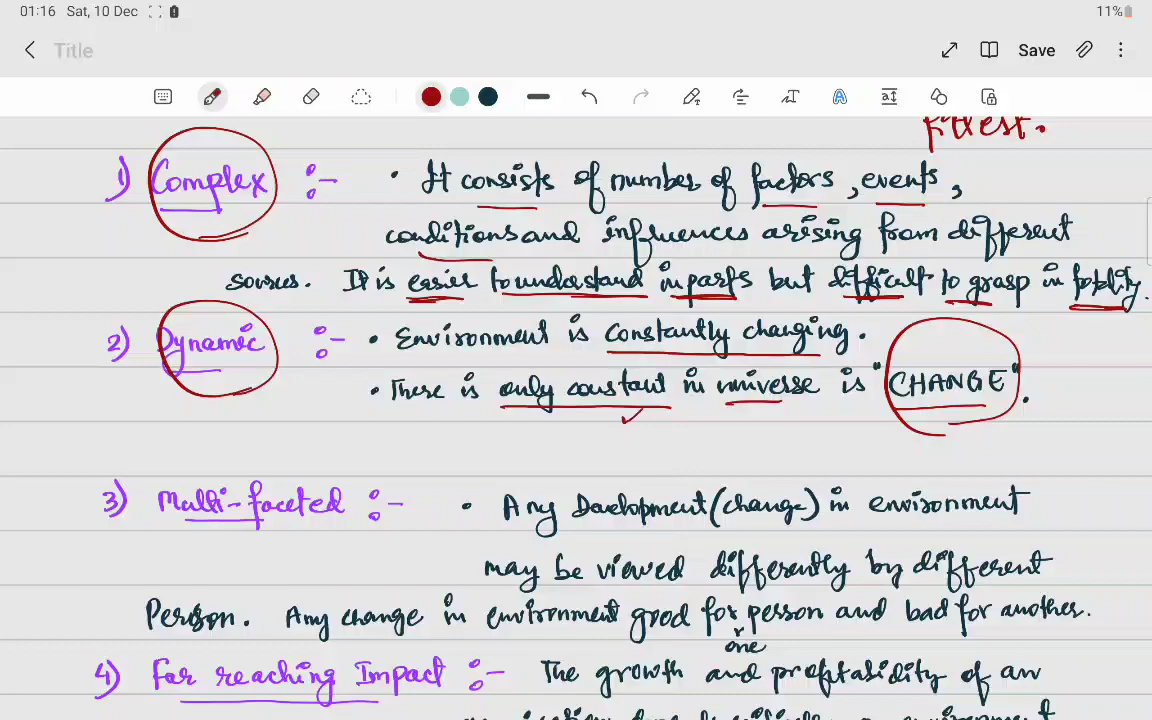 01:16 Sat, 10 Dec 11%
Title Save
fittest.
1) Complex :- • It consists of number of factors, events,
conditions and influences arising from different
sources. It is easier to understand in parts but difficult to grasp in totality.
2) Dynamic :- • Environment is constantly changing.
• There is only constant in universe is "CHANGE".
3) Multi-faceted :- • Any Development (change) in environment
may be viewed differently by different
Person. Any change in environment good for one person and bad for another.
4) Far reaching Impact :- The growth and profitability of an